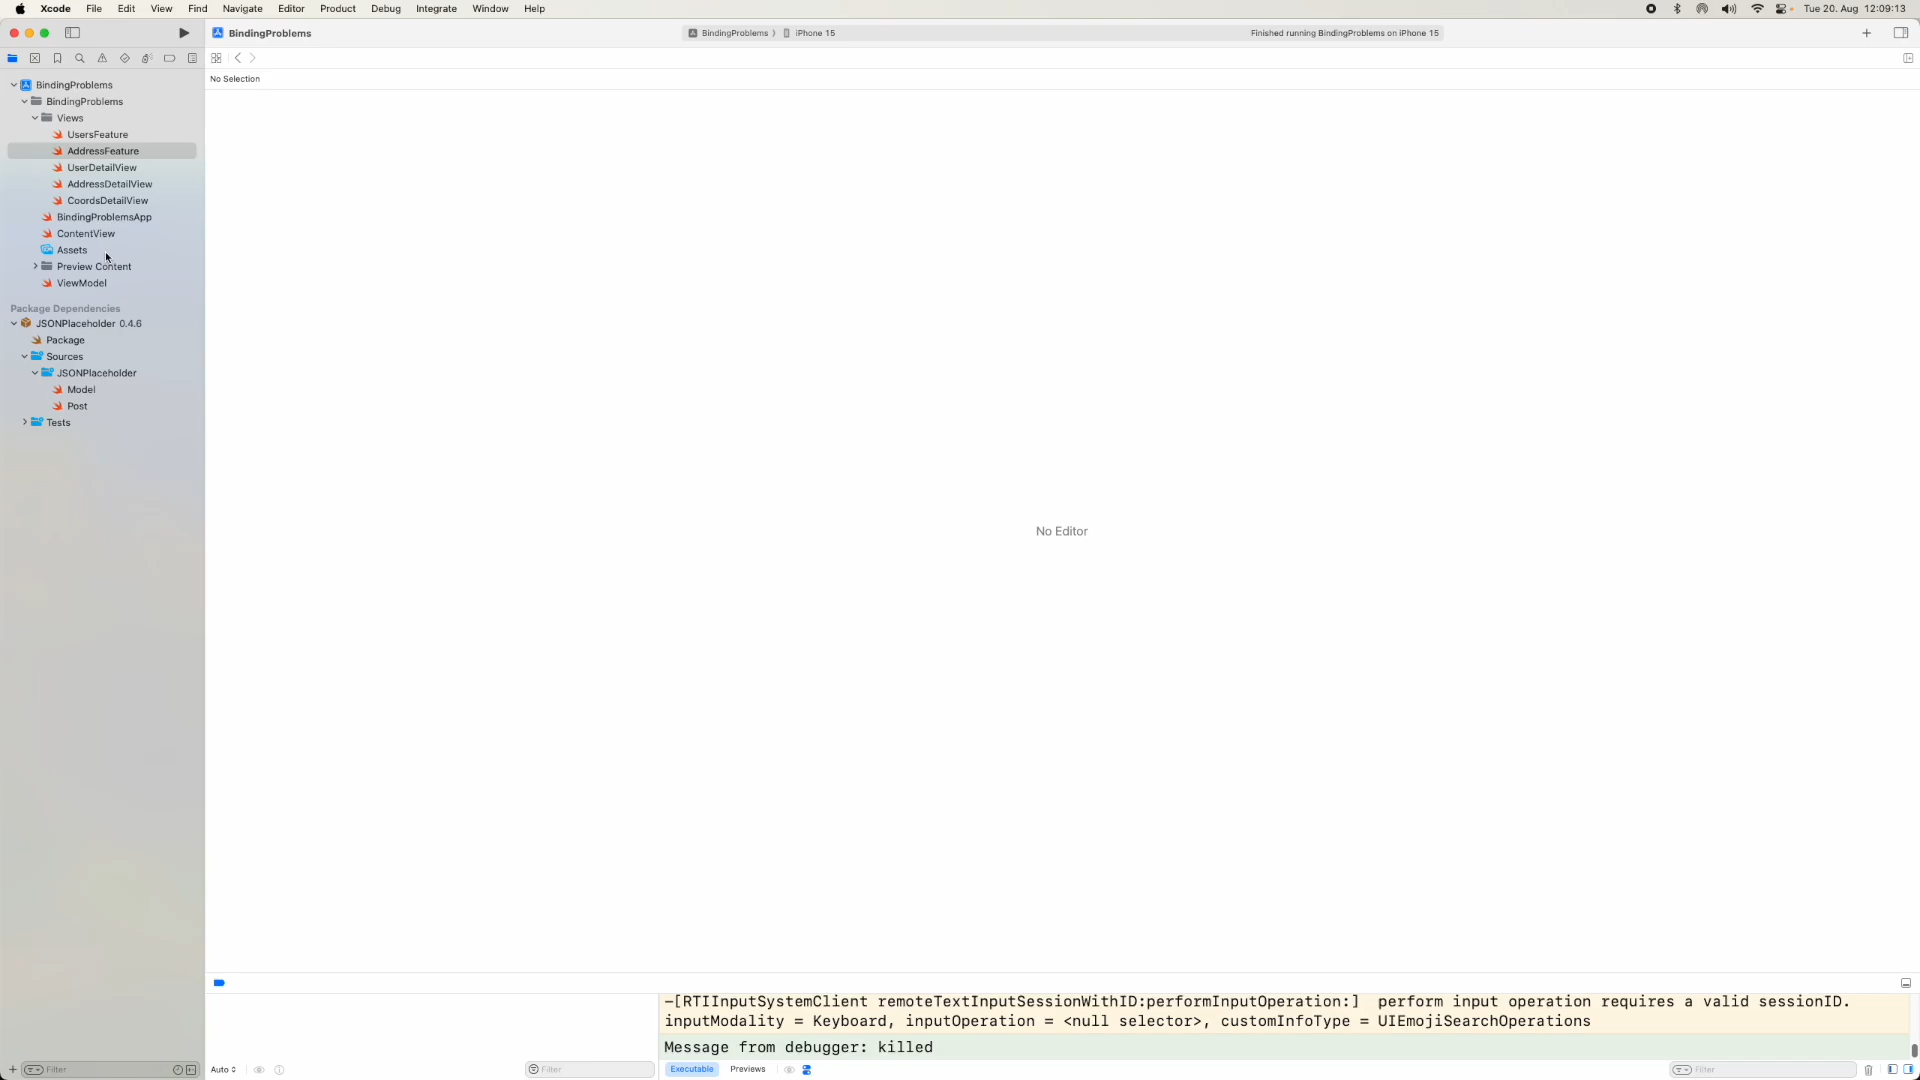 Xcode File Edit View Find Navigate Editor Product Debug Integrate Window Help
Tue 20. Aug 12:09:13
BindingProblems
BindingProblems 〉 iPhone 15
Finished running BindingProblems on iPhone 15
No Selection
BindingProblems
BindingProblems
Views
UsersFeature
AddressFeature
UserDetailView
AddressDetailView
CoordsDetailView
BindingProblemsApp
ContentView
Assets
Preview Content
ViewModel
Package Dependencies
JSONPlaceholder 0.4.6
Package
Sources
JSONPlaceholder
Model
Post
Tests
No Editor
-[RTIInputSystemClient remoteTextInputSessionWithID:performInputOperation:] perform input operation requires a valid sessionID.
inputModality = Keyboard, inputOperation = <null selector>, customInfoType = UIEmojiSearchOperations
Message from debugger: killed
Filter
Auto
Filter
Executable
Previews
Filter